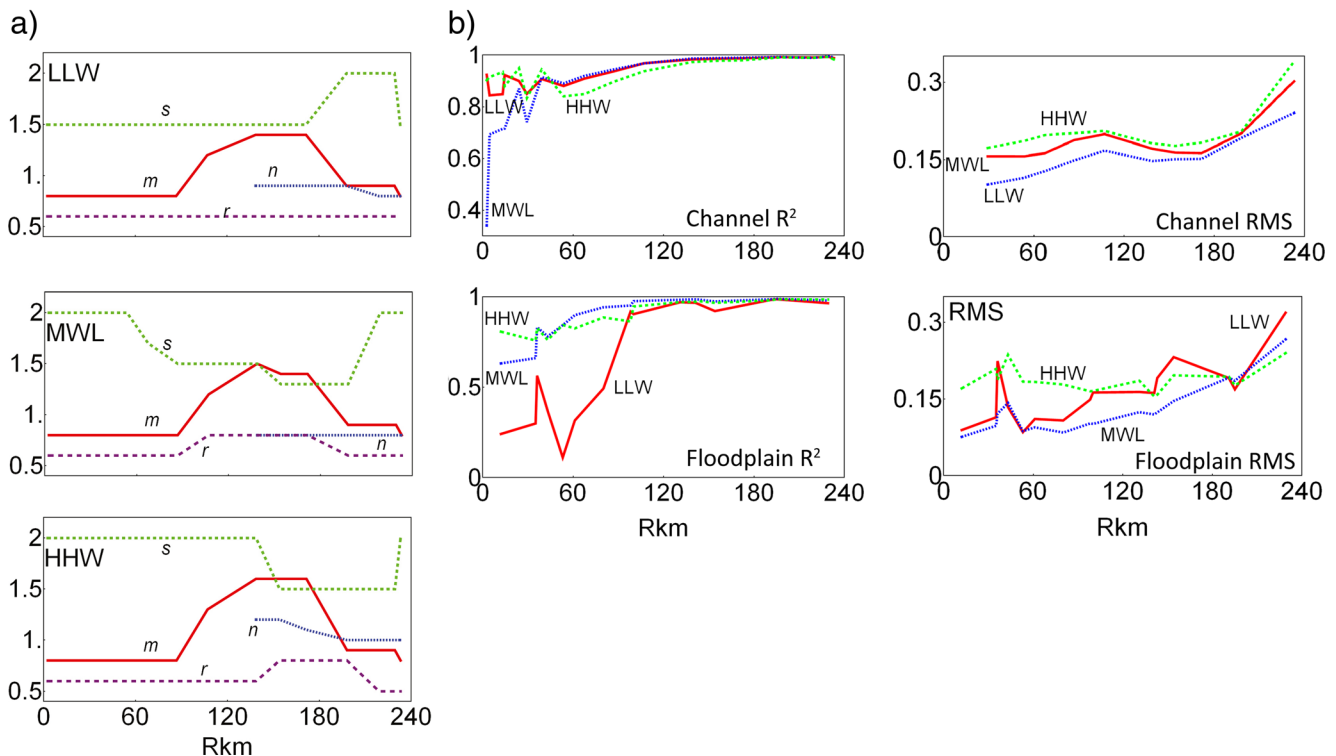 a)
LLW
2
1.5
1.
0.5
s
m
n
r
MWL
2
1.5
1.
0.5
s
m
r
n
HHW
2
1.5
1.
0.5
s
m
n
r
0 60 120 180 240
Rkm
b)
1
0.8
0.6
0.4
LLW
HHW
MWL
Channel R²
0 60 120 180 240
0.3
0.15
0
HHW
MWL
LLW
Channel RMS
0 60 120 180 240
1
0.5
0
HHW
MWL
LLW
Floodplain R²
0 60 120 180 240
Rkm
RMS
0.3
0.15
0
LLW
HHW
MWL
Floodplain RMS
0 60 120 180 240
Rkm